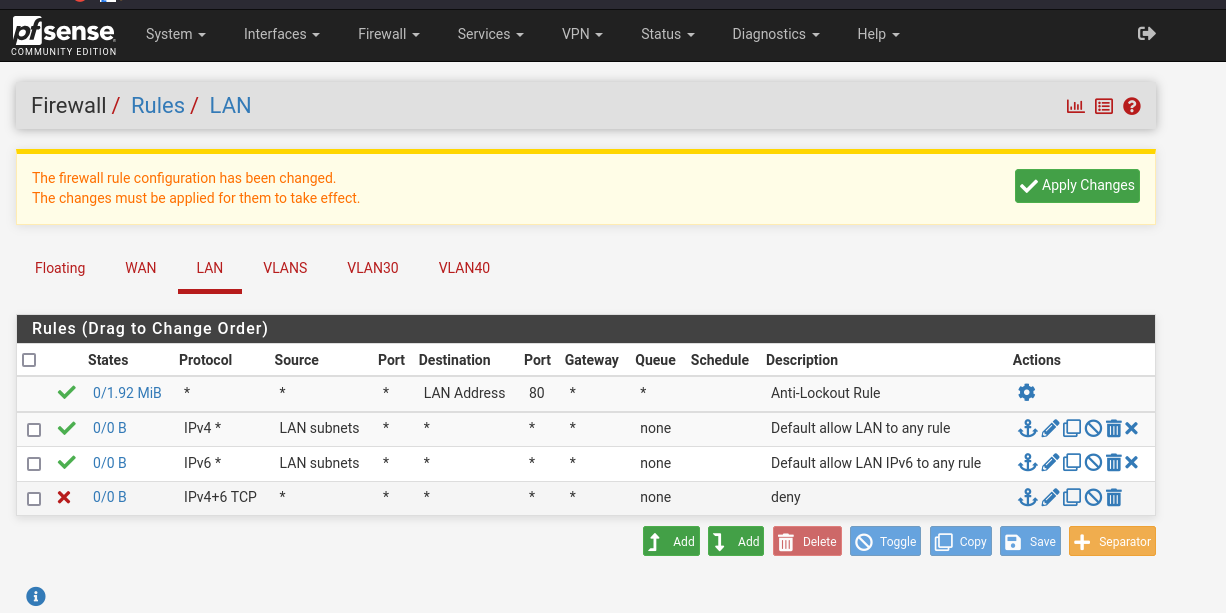 pfsense
COMMUNITY EDITION
System Interfaces Firewall Services VPN Status Diagnostics Help
Firewall / Rules / LAN
The firewall rule configuration has been changed.
The changes must be applied for them to take effect.
Apply Changes
Floating WAN LAN VLANS VLAN30 VLAN40
Rules (Drag to Change Order)
States Protocol Source Port Destination Port Gateway Queue Schedule Description Actions
0/1.92 MiB * * * LAN Address 80 * * Anti-Lockout Rule
0/0 B IPv4 * LAN subnets * * * * none Default allow LAN to any rule
0/0 B IPv6 * LAN subnets * * * * none Default allow LAN IPv6 to any rule
0/0 B IPv4+6 TCP * * * * * none deny
Add Add Delete Toggle Copy Save Separator